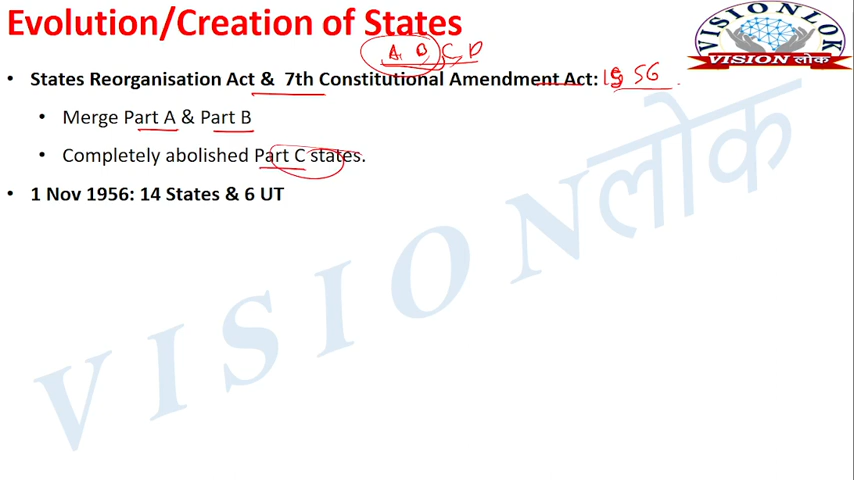 Evolution/Creation of States
A B C D
• States Reorganisation Act & 7th Constitutional Amendment Act: 1956
• Merge Part A & Part B
• Completely abolished Part C states.
• 1 Nov 1956: 14 States & 6 UT
VISIONLOK
VISION लोक
VISIONलोक